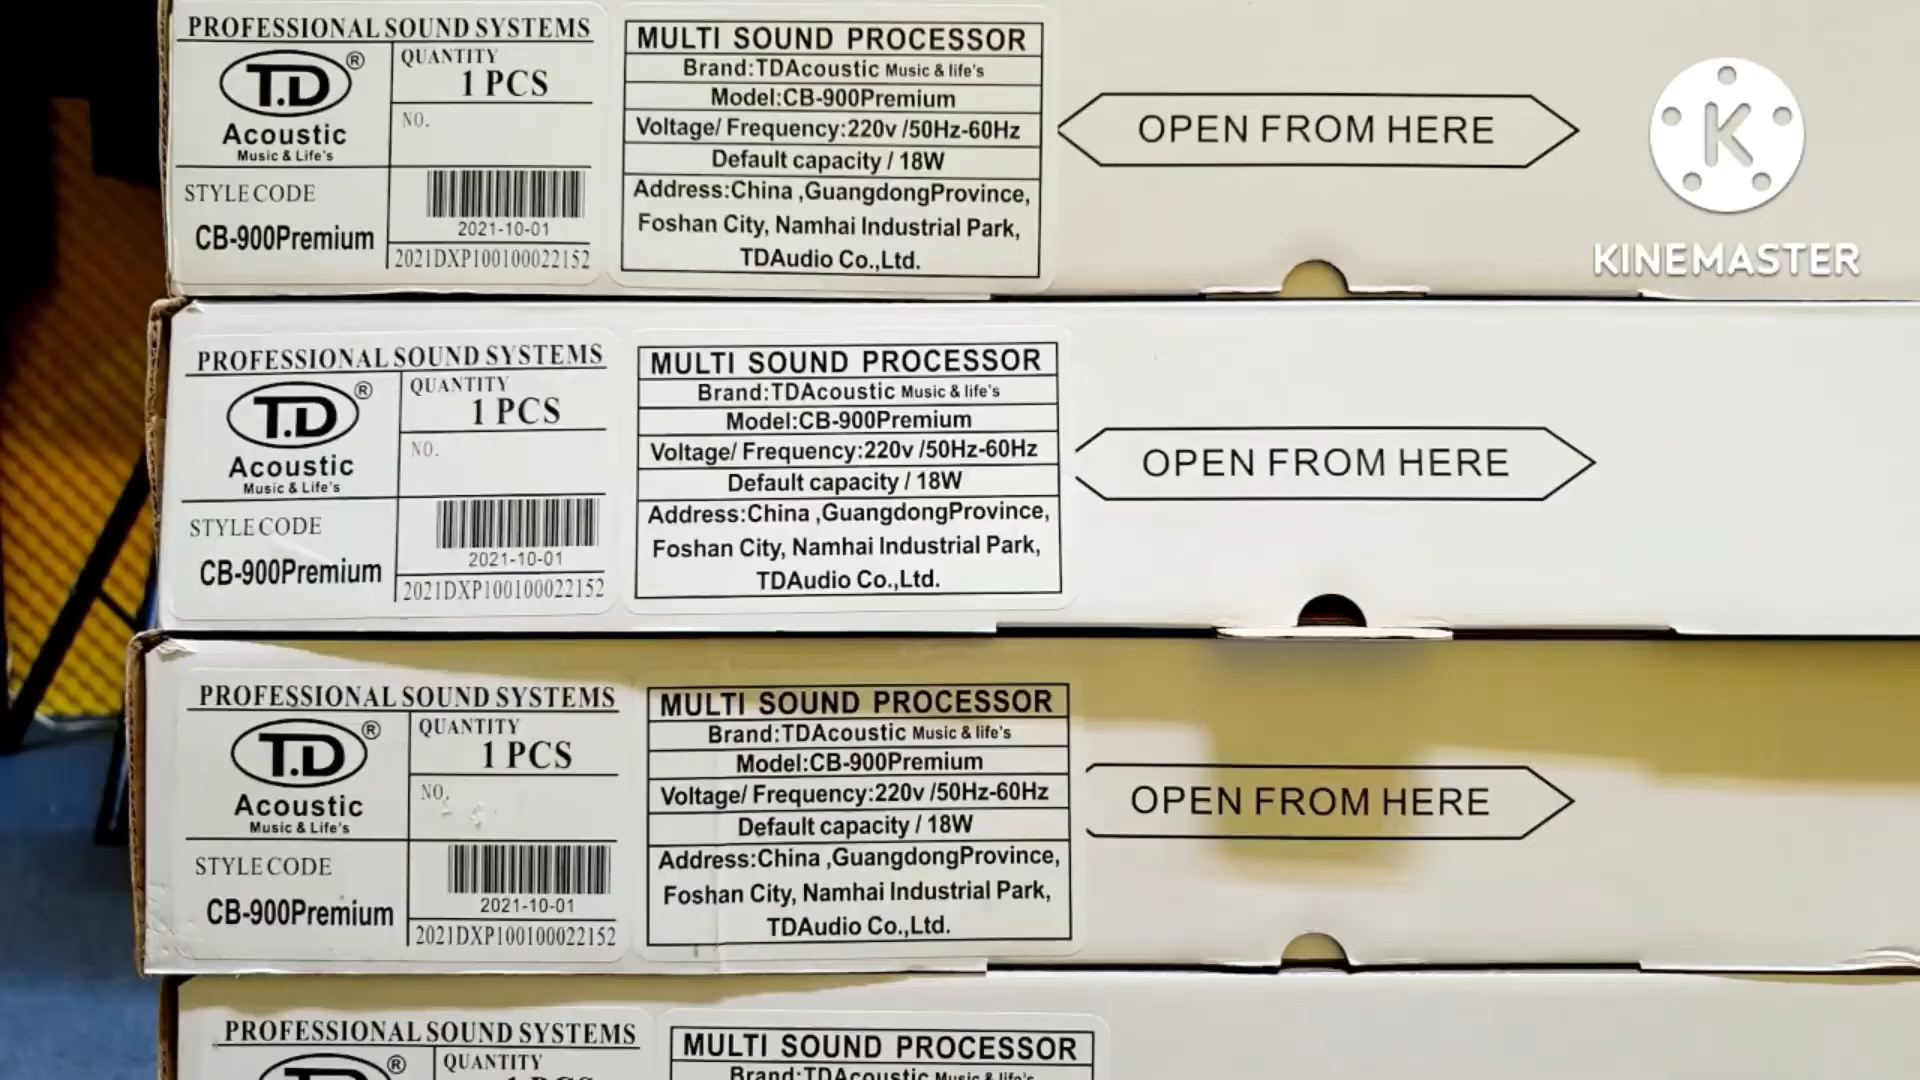 PROFESSIONAL SOUND SYSTEMS
T.D ®
Acoustic
Music & Life's
QUANTITY
1 PCS
NO.
STYLE CODE
CB-900Premium
2021-10-01
2021DXP100100022152
MULTI SOUND PROCESSOR
Brand:TDAcoustic Music & life's
Model:CB-900Premium
Voltage/ Frequency:220v /50Hz-60Hz
Default capacity / 18W
Address:China ,GuangdongProvince,
Foshan City, Namhai Industrial Park,
TDAudio Co.,Ltd.
OPEN FROM HERE
K
KINEMASTER
PROFESSIONAL SOUND SYSTEMS
T.D ®
Acoustic
Music & Life's
QUANTITY
1 PCS
NO.
STYLE CODE
CB-900Premium
2021-10-01
2021DXP100100022152
MULTI SOUND PROCESSOR
Brand:TDAcoustic Music & life's
Model:CB-900Premium
Voltage/ Frequency:220v /50Hz-60Hz
Default capacity / 18W
Address:China ,GuangdongProvince,
Foshan City, Namhai Industrial Park,
TDAudio Co.,Ltd.
OPEN FROM HERE
PROFESSIONAL SOUND SYSTEMS
T.D ®
Acoustic
Music & Life's
QUANTITY
1 PCS
NO.
STYLE CODE
CB-900Premium
2021-10-01
2021DXP100100022152
MULTI SOUND PROCESSOR
Brand:TDAcoustic Music & life's
Model:CB-900Premium
Voltage/ Frequency:220v /50Hz-60Hz
Default capacity / 18W
Address:China ,GuangdongProvince,
Foshan City, Namhai Industrial Park,
TDAudio Co.,Ltd.
OPEN FROM HERE
PROFESSIONAL SOUND SYSTEMS
®
QUANTITY
MULTI SOUND PROCESSOR
Brand:TDAcoustic Music & life's